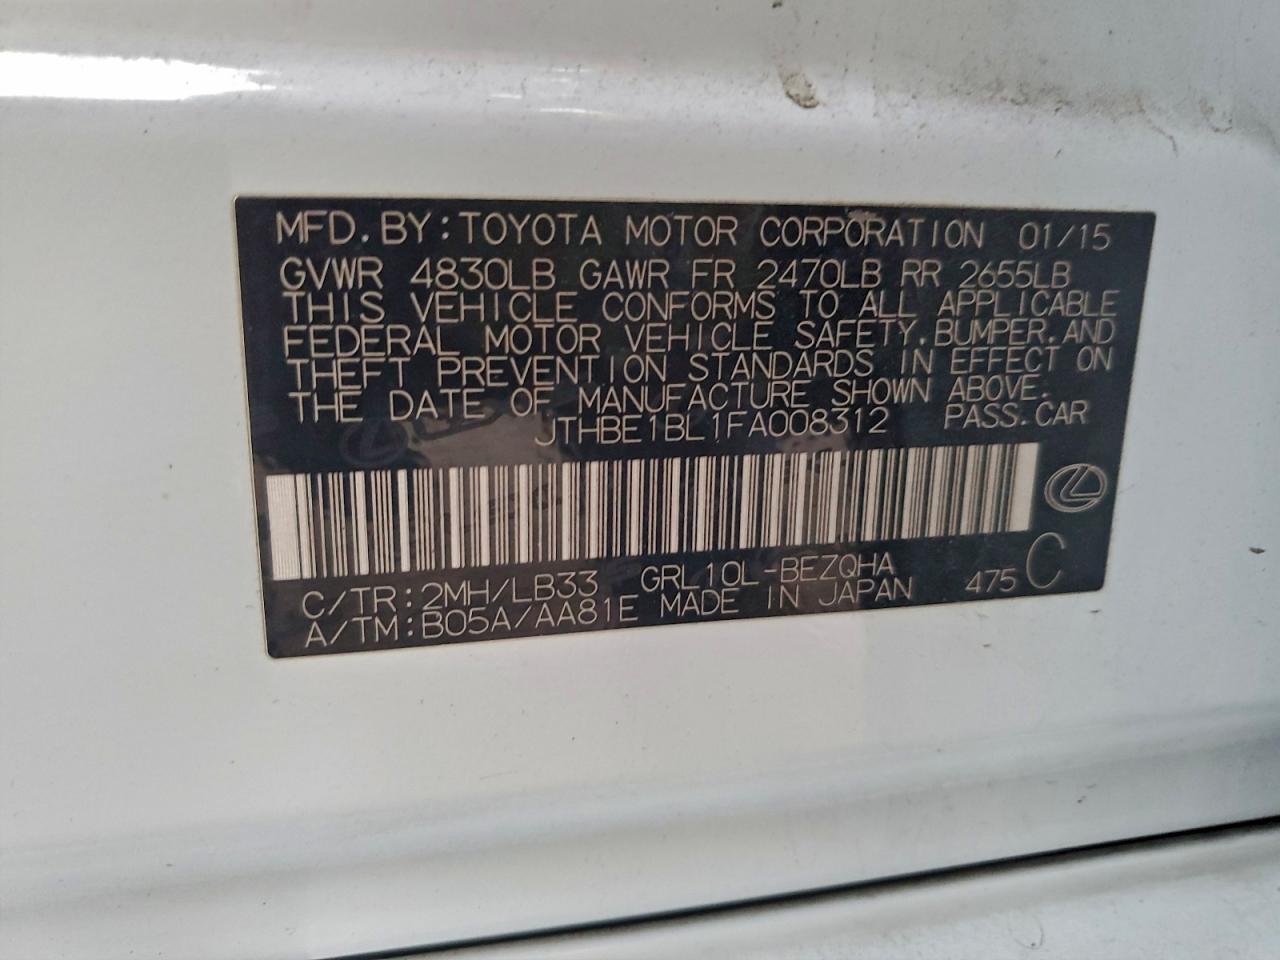 MFD. BY: TOYOTA MOTOR CORPORATION 01/15
GVWR 4830LB GAWR FR 2470LB RR 2655LB
THIS VEHICLE CONFORMS TO ALL APPLICABLE
FEDERAL MOTOR VEHICLE SAFETY, BUMPER, AND
THEFT PREVENTION STANDARDS IN EFFECT ON
THE DATE OF MANUFACTURE SHOWN ABOVE.
JTHBE1BL1FA008312 PASS. CAR
C/TR: 2MH/LB33 GRL10L-BEZQHA
A/TM: B05A/AA81E MADE IN JAPAN 475 C